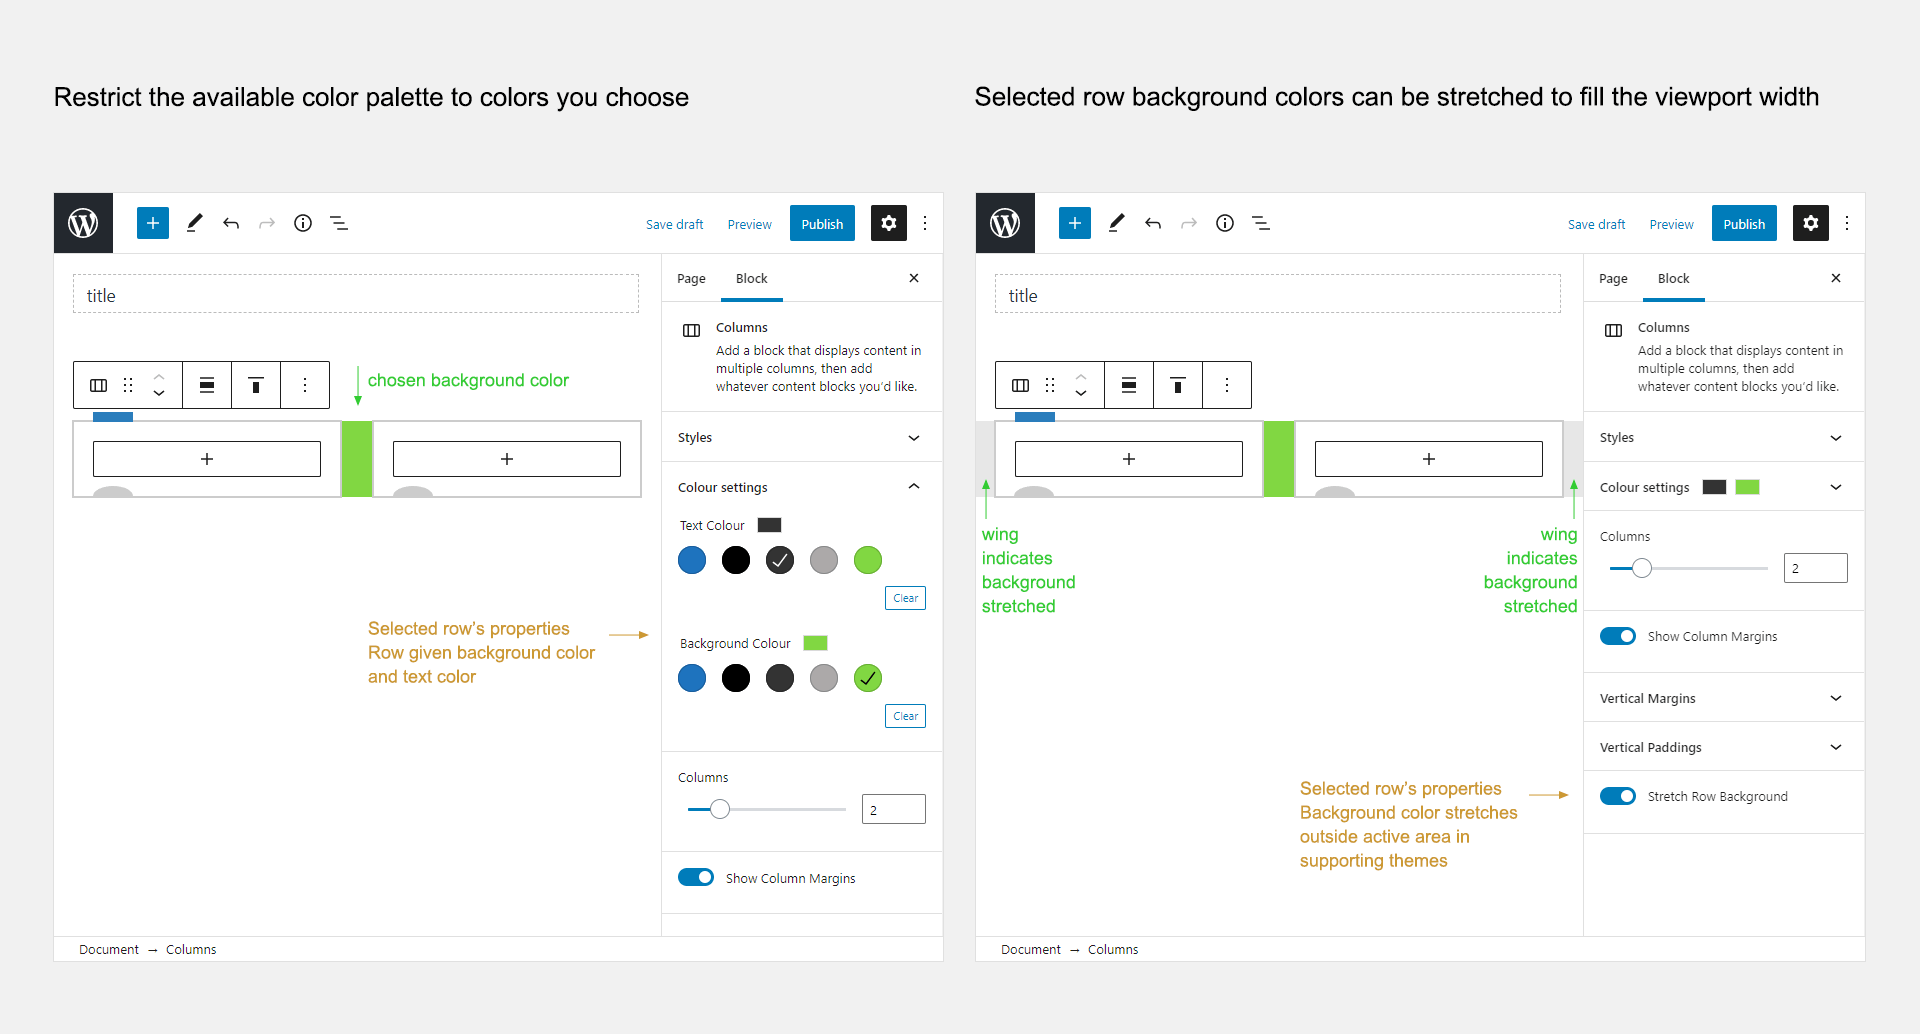 Restrict the available color palette to colors you choose
Save draft
Preview
Publish
title
Page
Block
Columns
Add a block that displays content in
multiple columns, then add
whatever content blocks you'd like.
chosen background color
Styles
Colour settings
Text Colour
Clear
Selected row's properties
Row given background color
and text color
Background Colour
Clear
Columns
2
Show Column Margins
Document → Columns
Selected row background colors can be stretched to fill the viewport width
Save draft
Preview
Publish
title
Page
Block
Columns
Add a block that displays content in
multiple columns, then add
whatever content blocks you'd like.
Styles
Colour settings
wing
indicates
background
stretched
wing
indicates
background
stretched
Columns
2
Show Column Margins
Vertical Margins
Vertical Paddings
Selected row's properties
Background color stretches
outside active area in
supporting themes
Stretch Row Background
Document → Columns